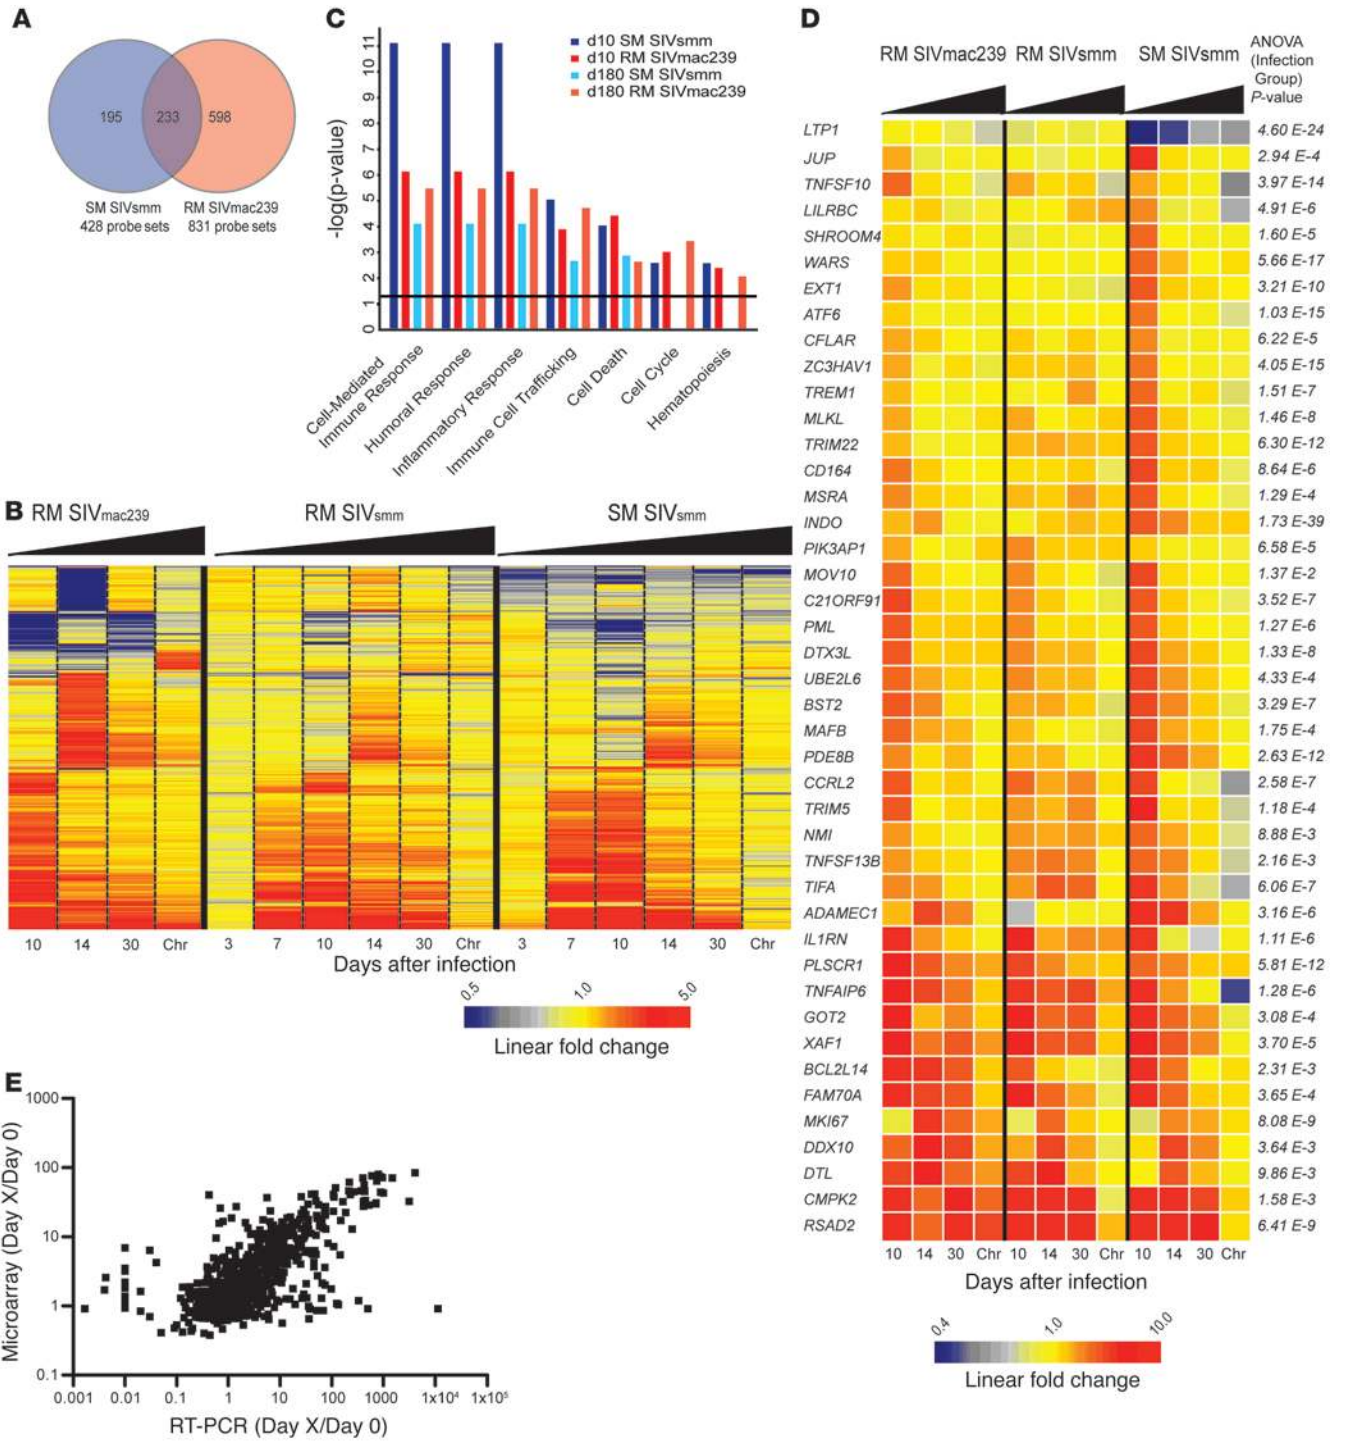 A
195
233
598
SM SIVsmm
428 probe sets
RM SIVmac239
831 probe sets
C
-log(p-value)
11
10
9
8
7
6
5
4
3
2
1
0
d10 SM SIVsmm
d10 RM SIVmac239
d180 SM SIVsmm
d180 RM SIVmac239
Cell-Mediated
Immune Response
Humoral Response
Inflammatory Response
Immune Cell Trafficking
Cell Death
Cell Cycle
Hematopoiesis
B
RM SIVmac239
RM SIVsmm
SM SIVsmm
10 14 30 Chr 3 7 10 14 30 Chr 3 7 10 14 30 Chr
Days after infection
0.5 1.0 5.0
Linear fold change
E
Microarray (Day X/Day 0)
1000
100
10
1
0.1
0.001 0.01 0.1 1 10 100 1000 1x10⁴ 1x10⁵
RT-PCR (Day X/Day 0)
D
RM SIVmac239 RM SIVsmm SM SIVsmm
ANOVA
(Infection
Group)
P-value
LTP1 4.60 E-24
JUP 2.94 E-4
TNFSF10 3.97 E-14
LILRBC 4.91 E-6
SHROOM4 1.60 E-5
WARS 5.66 E-17
EXT1 3.21 E-10
ATF6 1.03 E-15
CFLAR 6.22 E-5
ZC3HAV1 4.05 E-15
TREM1 1.51 E-7
MLKL 1.46 E-8
TRIM22 6.30 E-12
CD164 8.64 E-6
MSRA 1.29 E-4
INDO 1.73 E-39
PIK3AP1 6.58 E-5
MOV10 1.37 E-2
C21ORF91 3.52 E-7
PML 1.27 E-6
DTX3L 1.33 E-8
UBE2L6 4.33 E-4
BST2 3.29 E-7
MAFB 1.75 E-4
PDE8B 2.63 E-12
CCRL2 2.58 E-7
TRIM5 1.18 E-4
NMI 8.88 E-3
TNFSF13B 2.16 E-3
TIFA 6.06 E-7
ADAMEC1 3.16 E-6
IL1RN 1.11 E-6
PLSCR1 5.81 E-12
TNFAIP6 1.28 E-6
GOT2 3.08 E-4
XAF1 3.70 E-5
BCL2L14 2.31 E-3
FAM70A 3.65 E-4
MKI67 8.08 E-9
DDX10 3.64 E-3
DTL 9.86 E-3
CMPK2 1.58 E-3
RSAD2 6.41 E-9
10 14 30 Chr 10 14 30 Chr 10 14 30 Chr
Days after infection
0.4 1.0 10.0
Linear fold change